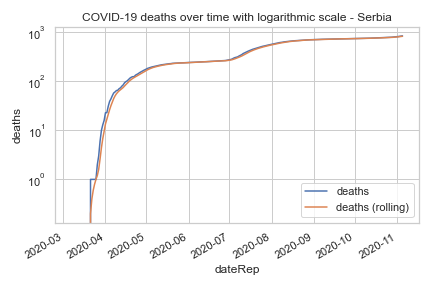 COVID-19 deaths over time with logarithmic scale - Serbia
10³
10²
10¹
10⁰
deaths
deaths
deaths (rolling)
2020-03
2020-04
2020-05
2020-06
2020-07
2020-08
2020-09
2020-10
2020-11
dateRep